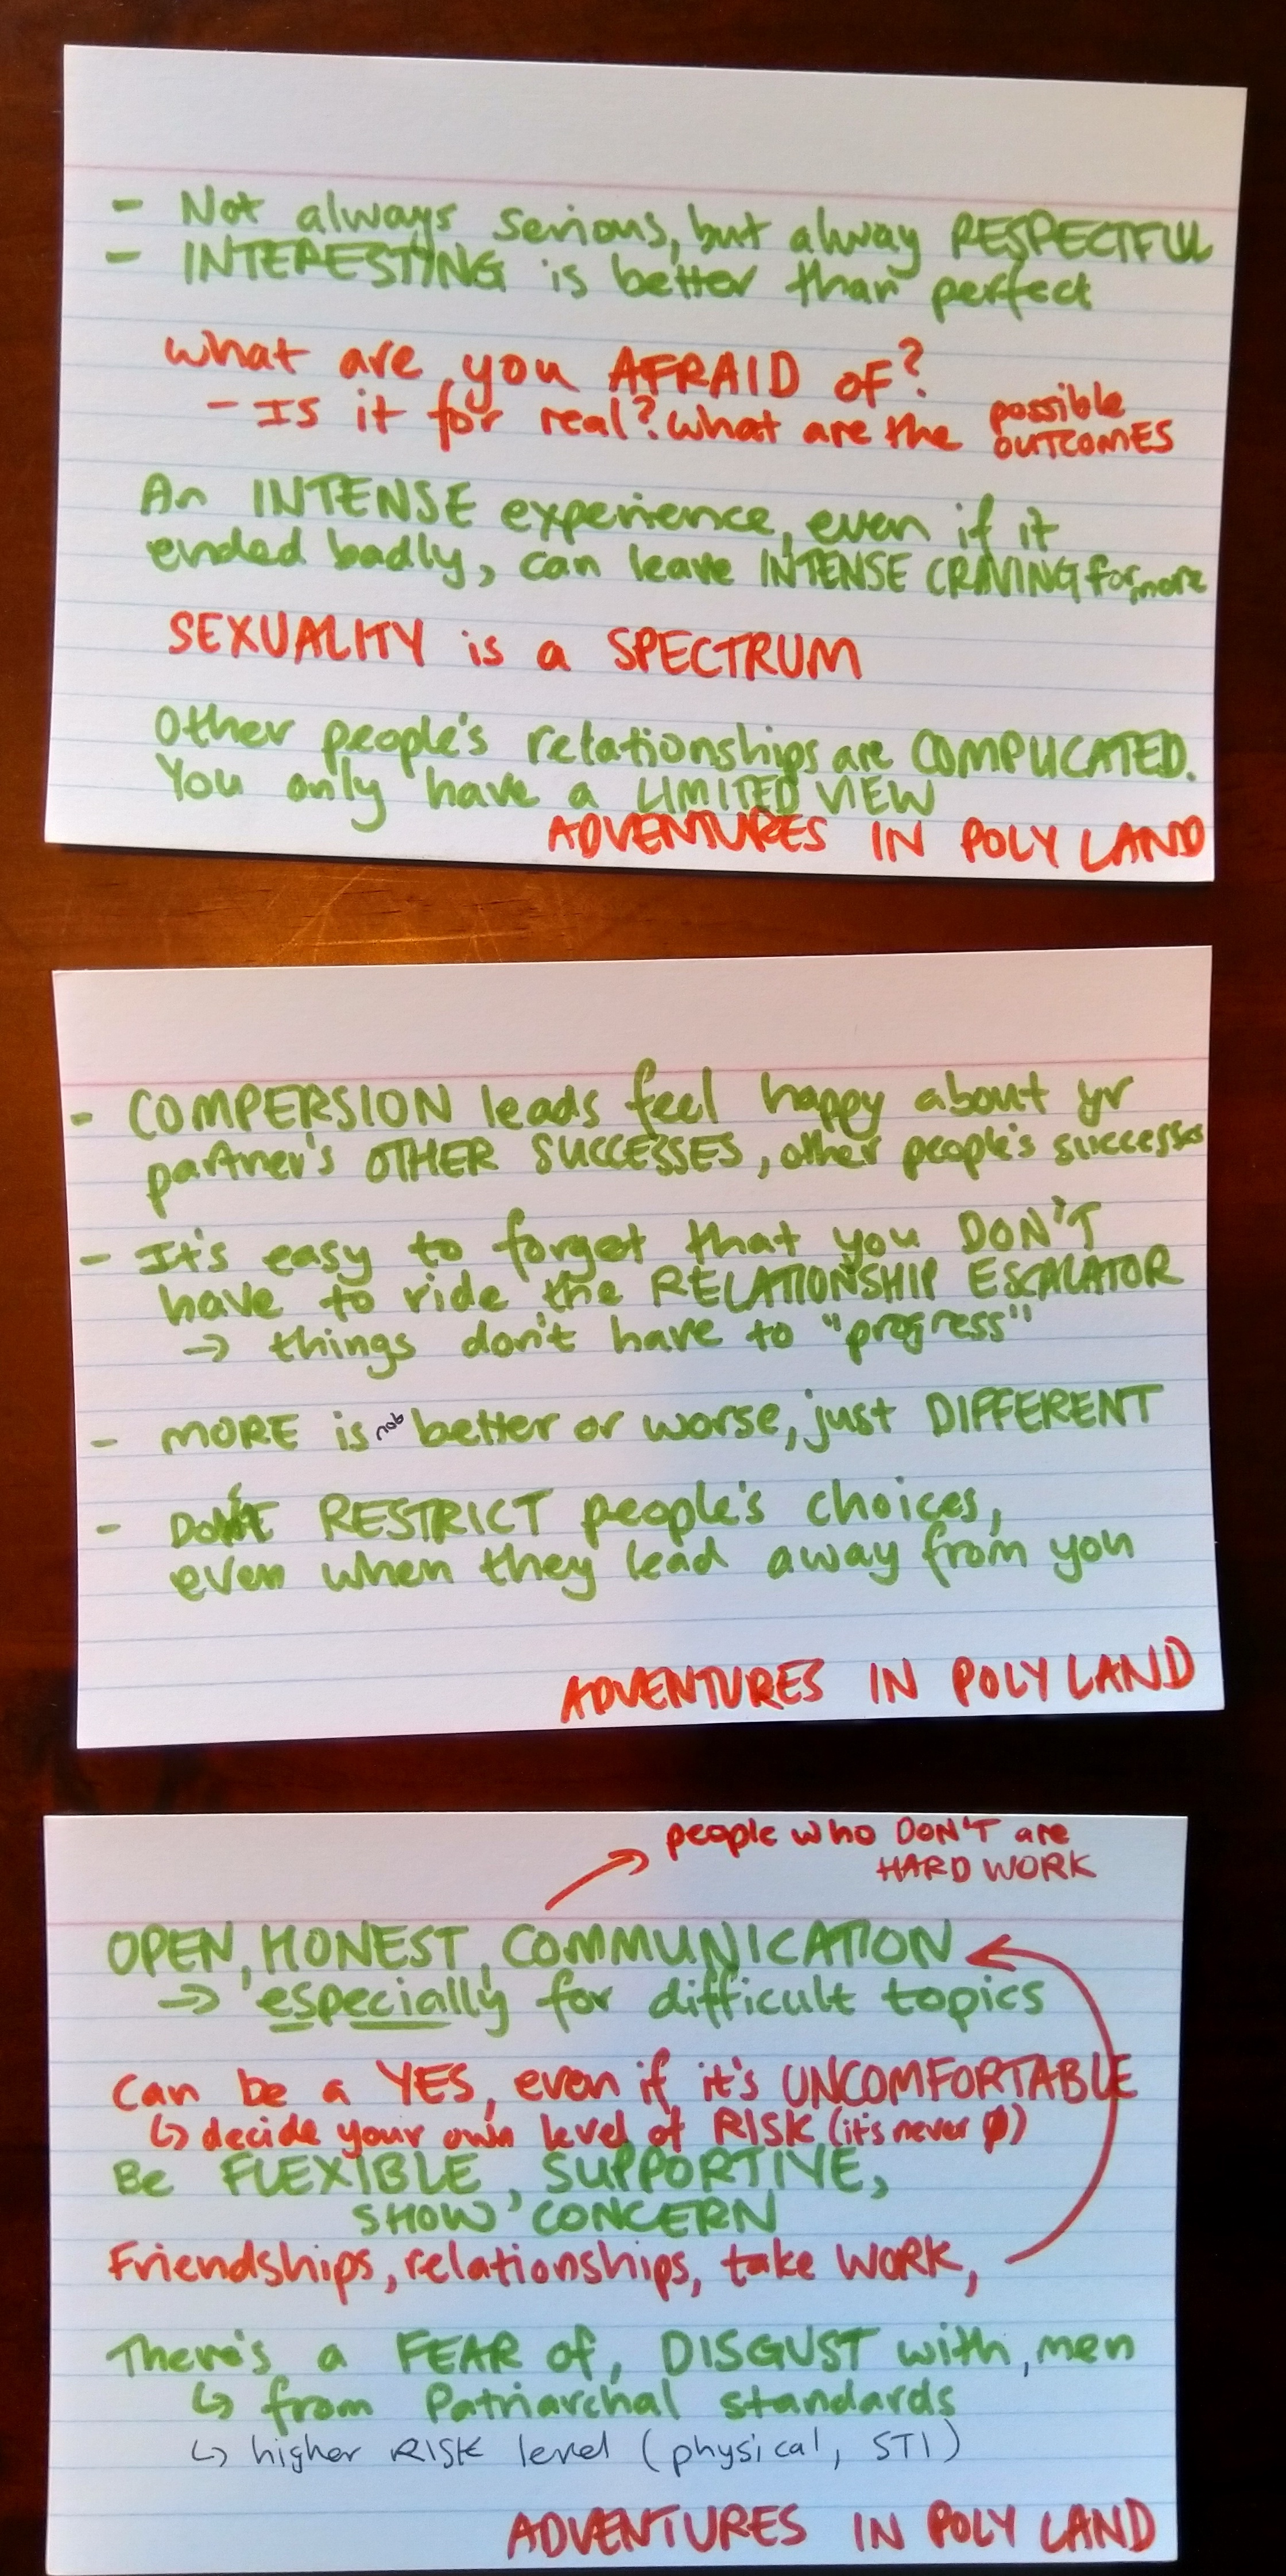 - Not always serious, but alway RESPECTFUL
- INTERESTING is better than perfect
What are you AFRAID of?
- Is it for real? What are the possible OUTCOMES
An INTENSE experience, even if it
ended badly, can leave INTENSE CRAVING for more
SEXUALITY is a SPECTRUM
Other people's relationships are COMPLICATED.
You only have a LIMITED VIEW
ADVENTURES IN POLY LAND
- COMPERSION leads feel happy about yr
partner's OTHER SUCCESSES, other people's successes
- It's easy to forget that you DON'T
have to ride the RELATIONSHIP ESCALATOR
→ things don't have to "progress"
- MORE is not better or worse, just DIFFERENT
- DON'T RESTRICT people's choices,
even when they lead away from you
ADVENTURES IN POLY LAND
people who DON'T are
HARD WORK
OPEN, HONEST, COMMUNICATION
→ especially for difficult topics
Can be a YES, even if it's UNCOMFORTABLE
↳ decide your own level of RISK (it's never Ø)
Be FLEXIBLE, SUPPORTIVE,
SHOW CONCERN
Friendships, relationships, take WORK,
There's a FEAR of, DISGUST with, men
↳ from Patriarchal standards
↳ higher RISK level (physical, STI)
ADVENTURES IN POLY LAND